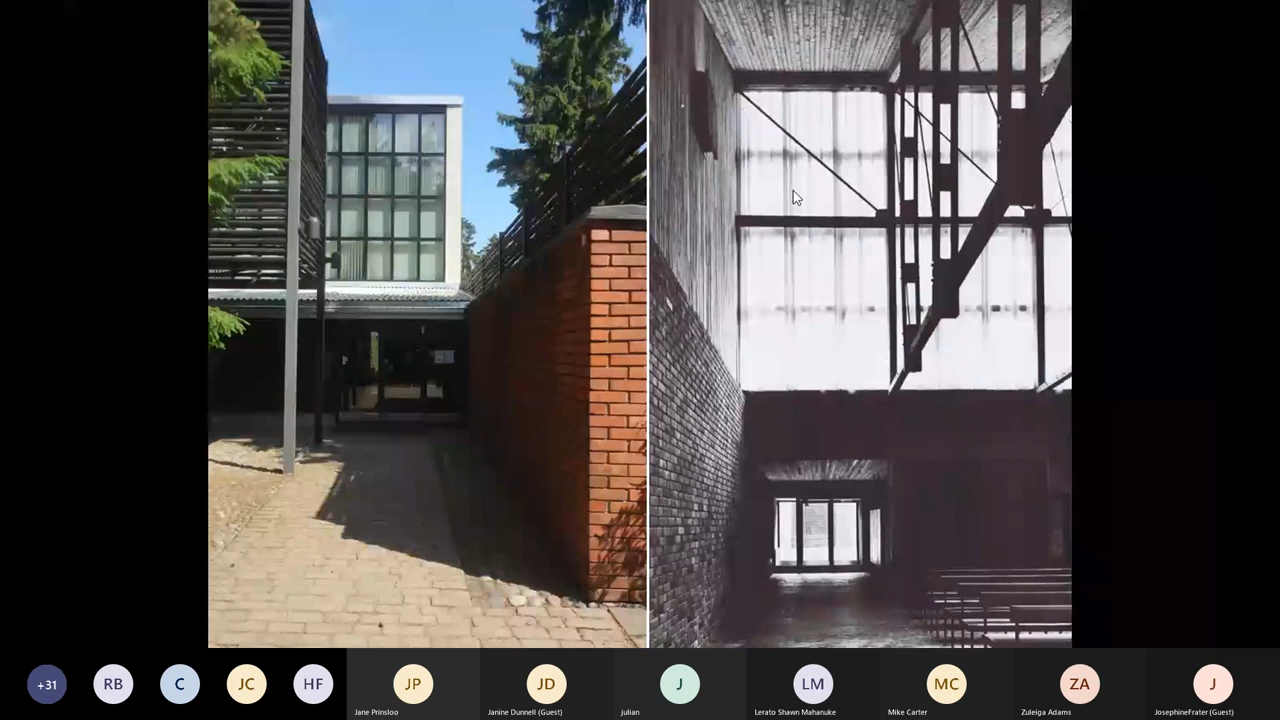 +31
RB
C
JC
HF
JP
JD
J
LM
MC
ZA
J
Jane Prinsloo
Janine Dunnell (Guest)
julian
Lerato Shawn Mahanuke
Mike Carter
Zuleiga Adams
JosephineFrater (Guest)